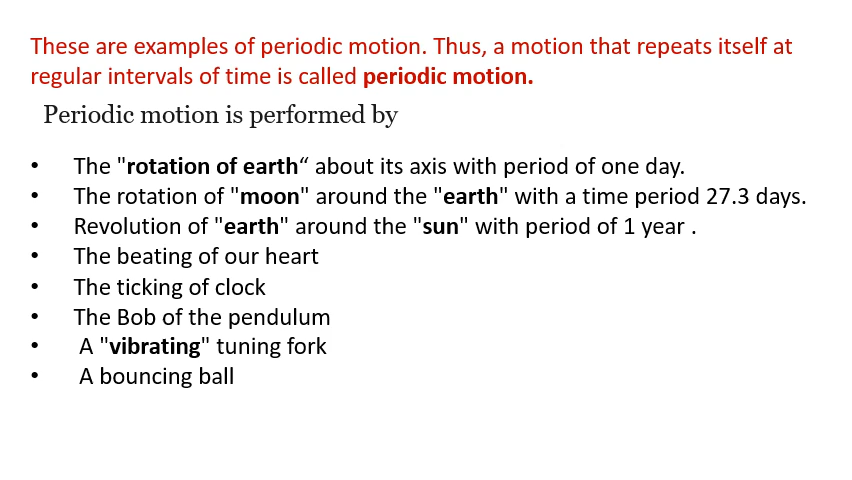 These are examples of periodic motion. Thus, a motion that repeats itself at
regular intervals of time is called periodic motion.
Periodic motion is performed by
• The "rotation of earth“ about its axis with period of one day.
• The rotation of "moon" around the "earth" with a time period 27.3 days.
• Revolution of "earth" around the "sun" with period of 1 year .
• The beating of our heart
• The ticking of clock
• The Bob of the pendulum
• A "vibrating" tuning fork
• A bouncing ball